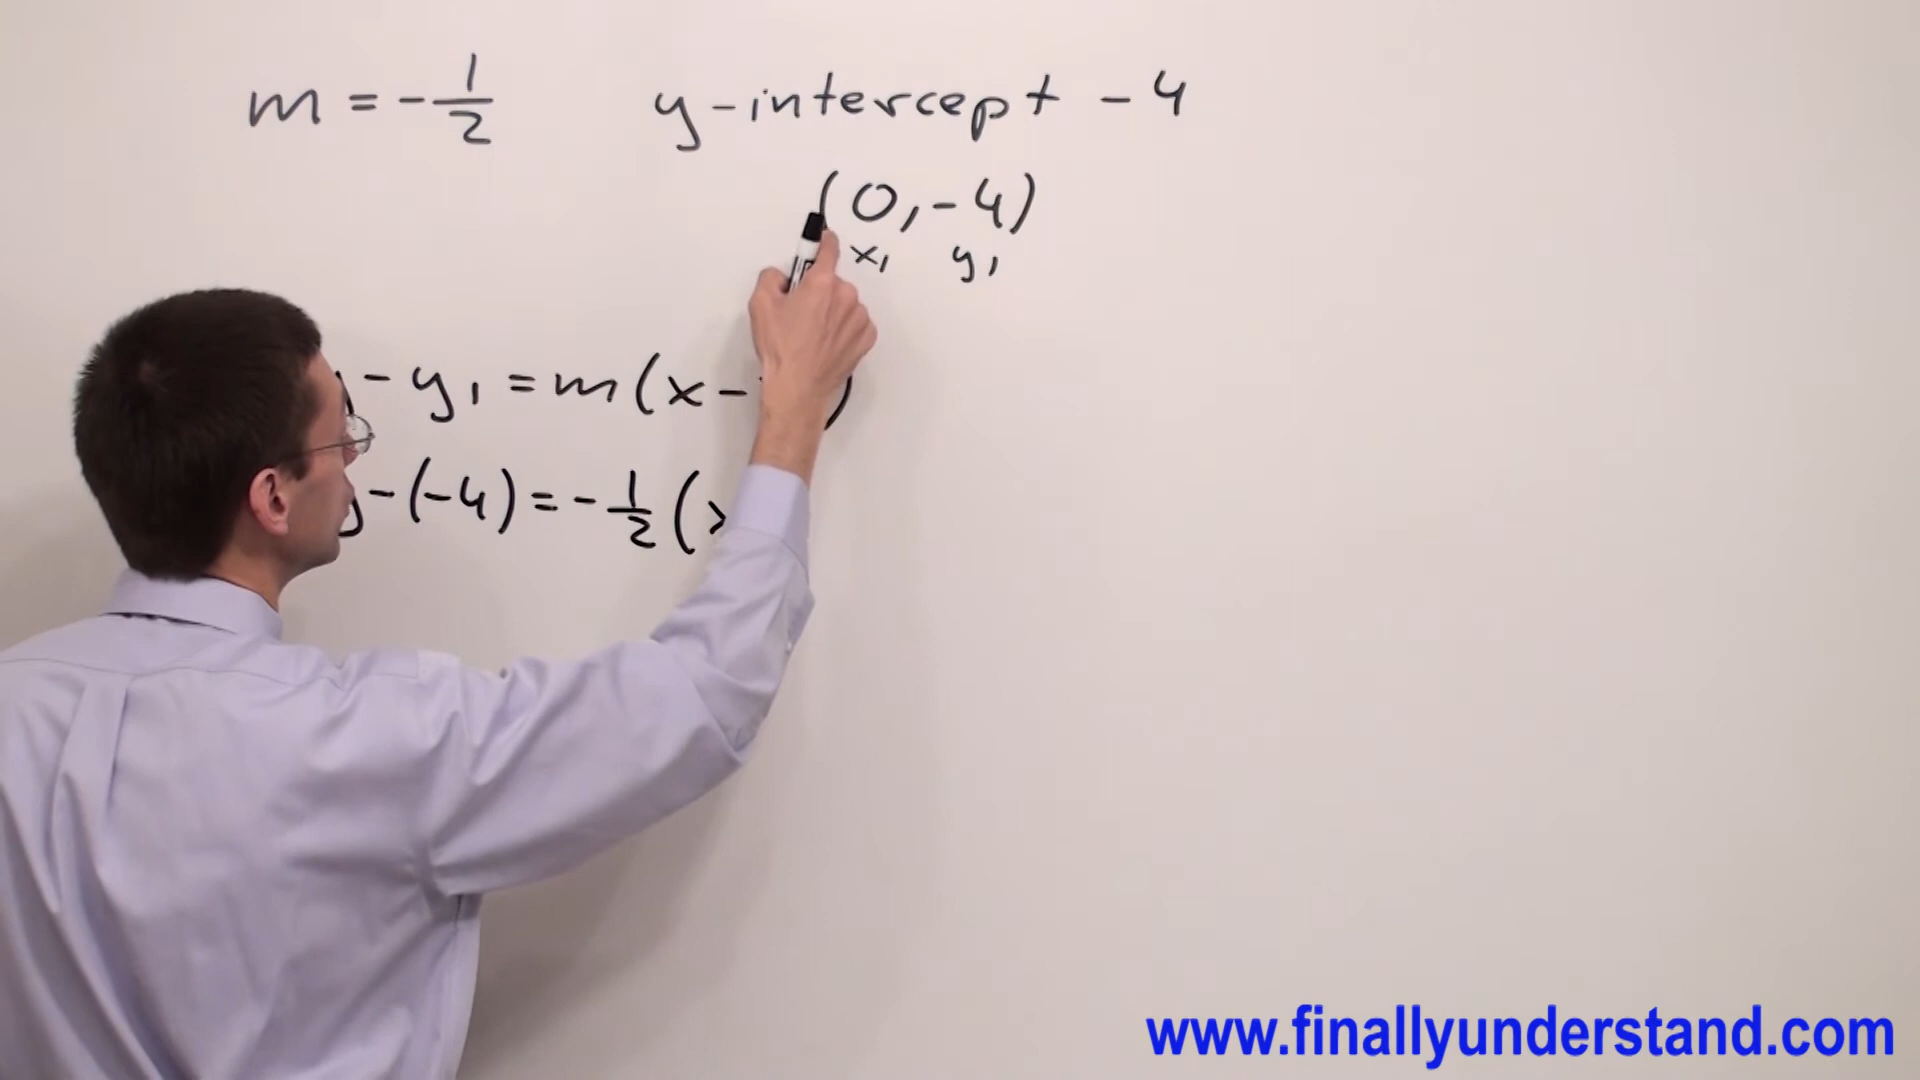 m = -1/2 y-intercept -4
(0, -4)
x₁ y₁
y - y₁ = m(x - )
y - (-4) = -1/2 (x
www.finallyunderstand.com